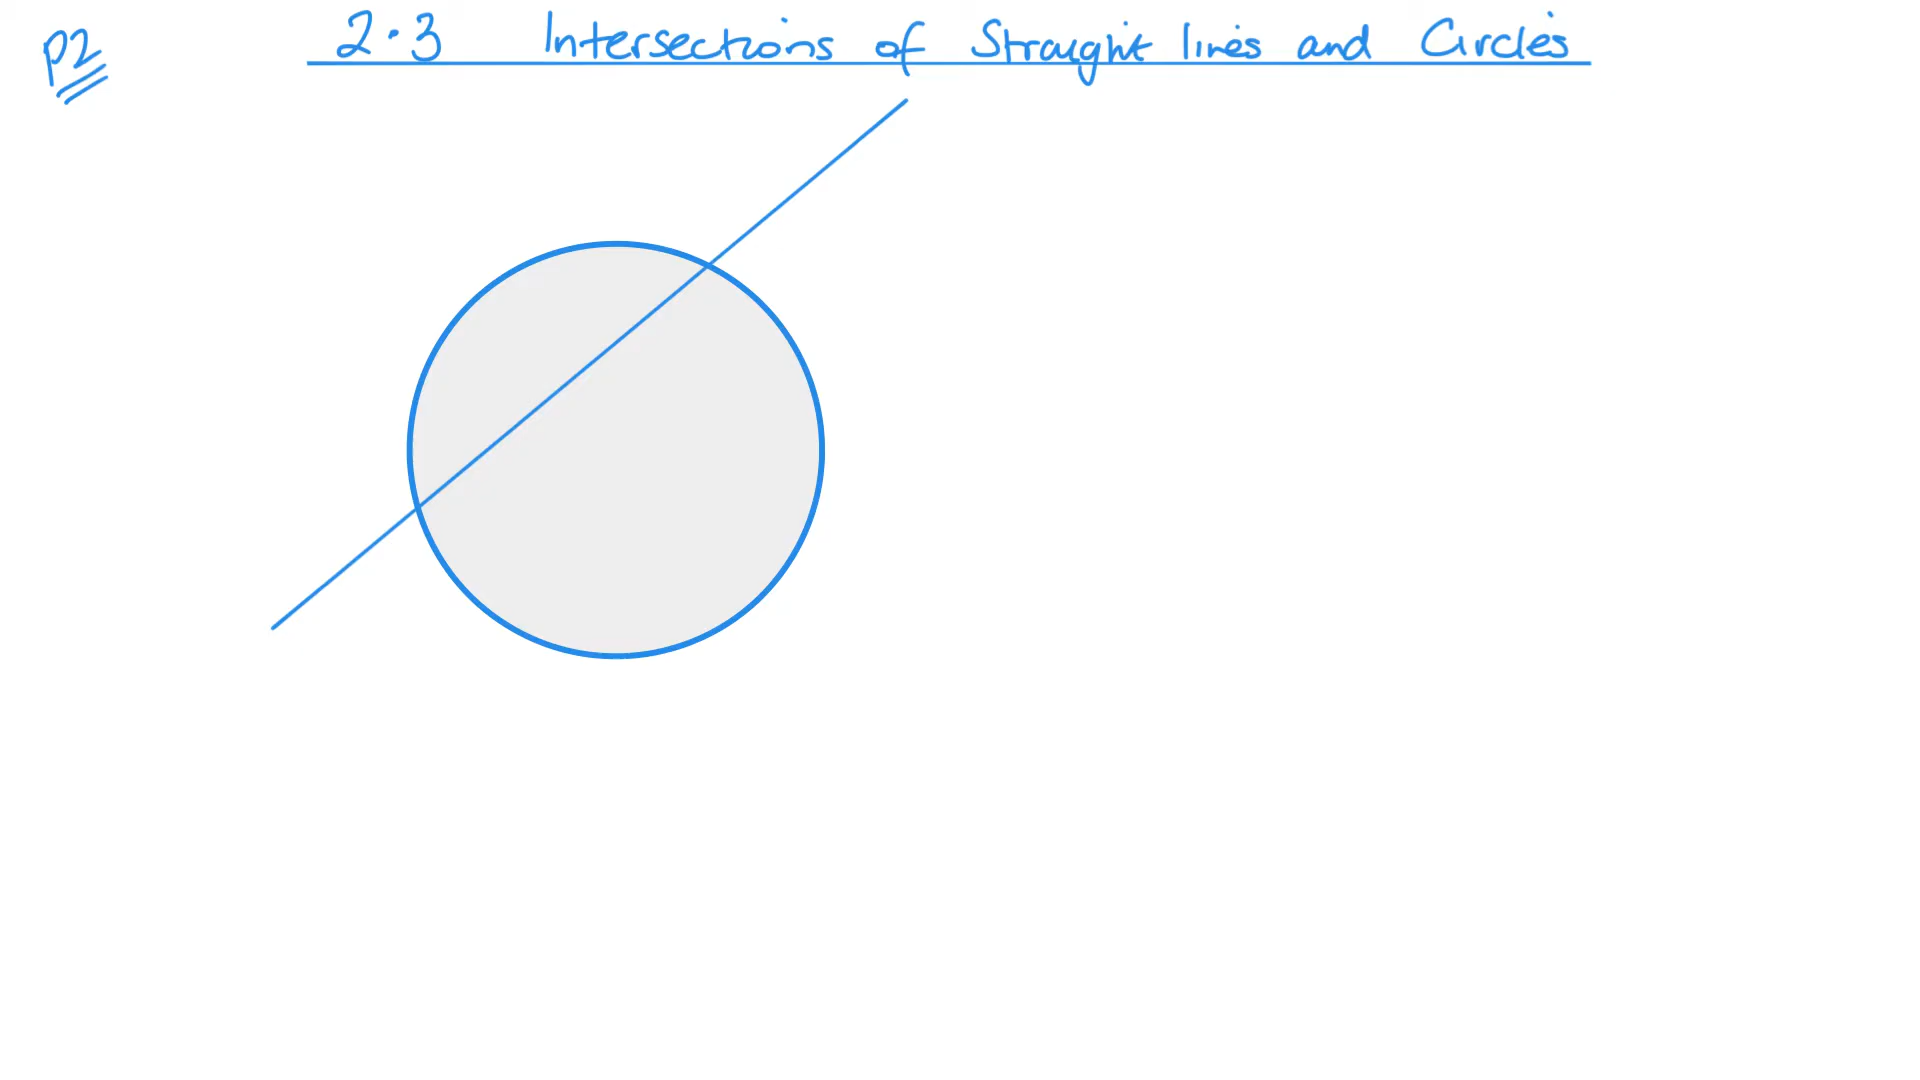 P2
2.3 Intersections of Straight lines and Circles